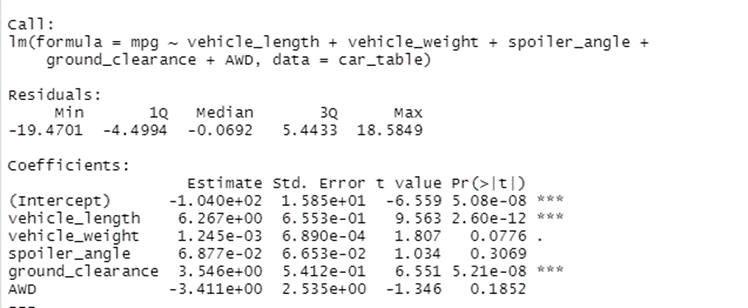 Call:
lm(formula = mpg ~ vehicle_length + vehicle_weight + spoiler_angle +
    ground_clearance + AWD, data = car_table)
Residuals:
     Min       1Q   Median       3Q      Max
-19.4701  -4.4994  -0.0692   5.4433  18.5849
Coefficients:
                   Estimate Std. Error t value Pr(>|t|)
(Intercept)      -1.040e+02  1.585e+01  -6.559 5.08e-08 ***
vehicle_length    6.267e+00  6.553e-01   9.563 2.60e-12 ***
vehicle_weight    1.245e-03  6.890e-04   1.807   0.0776 .
spoiler_angle     6.877e-02  6.653e-02   1.034   0.3069
ground_clearance  3.546e+00  5.412e-01   6.551 5.21e-08 ***
AWD              -3.411e+00  2.535e+00  -1.346   0.1852
---